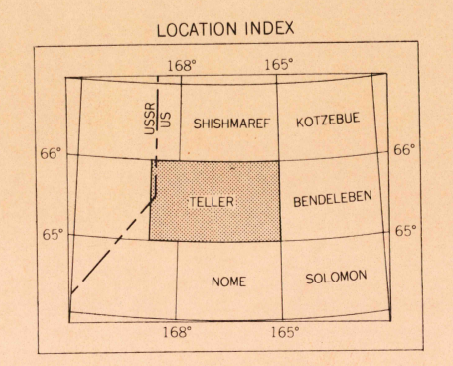 LOCATION INDEX
168° 165°
USSR
US
SHISHMAREF KOTZEBUE
66° 66°
TELLER BENDELEBEN
65° 65°
NOME SOLOMON
168° 165°